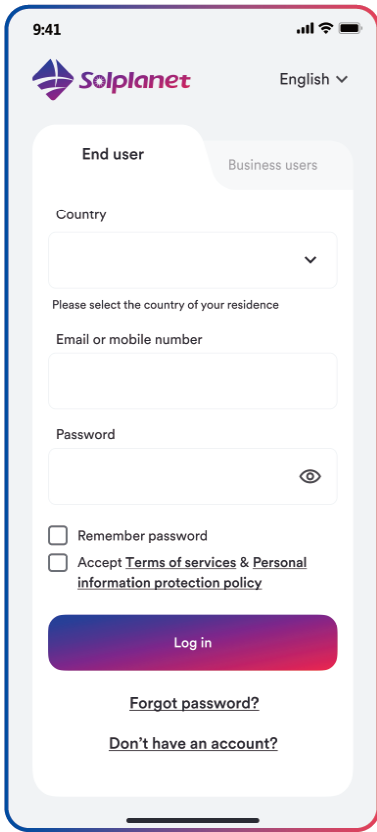 9:41
Solplanet
English
End user
Business users
Country
Please select the country of your residence
Email or mobile number
Password
Remember password
Accept Terms of services & Personal
information protection policy
Log in
Forgot password?
Don't have an account?